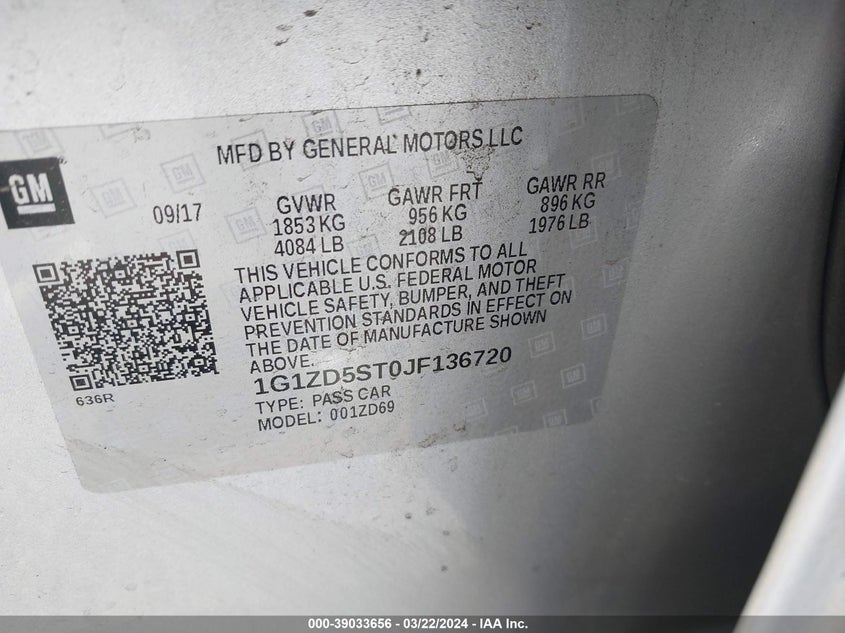 MFD BY GENERAL MOTORS LLC
GM
09/17
GVWR
1853 KG
4084 LB
GAWR FRT
956 KG
2108 LB
GAWR RR
896 KG
1976 LB
THIS VEHICLE CONFORMS TO ALL
APPLICABLE U.S. FEDERAL MOTOR
VEHICLE SAFETY, BUMPER, AND THEFT
PREVENTION STANDARDS IN EFFECT ON
THE DATE OF MANUFACTURE SHOWN
ABOVE.
1G1ZD5ST0JF136720
636R
TYPE: PASS CAR
MODEL: 001ZD69
000-39033656 - 03/22/2024 - IAA, Inc.